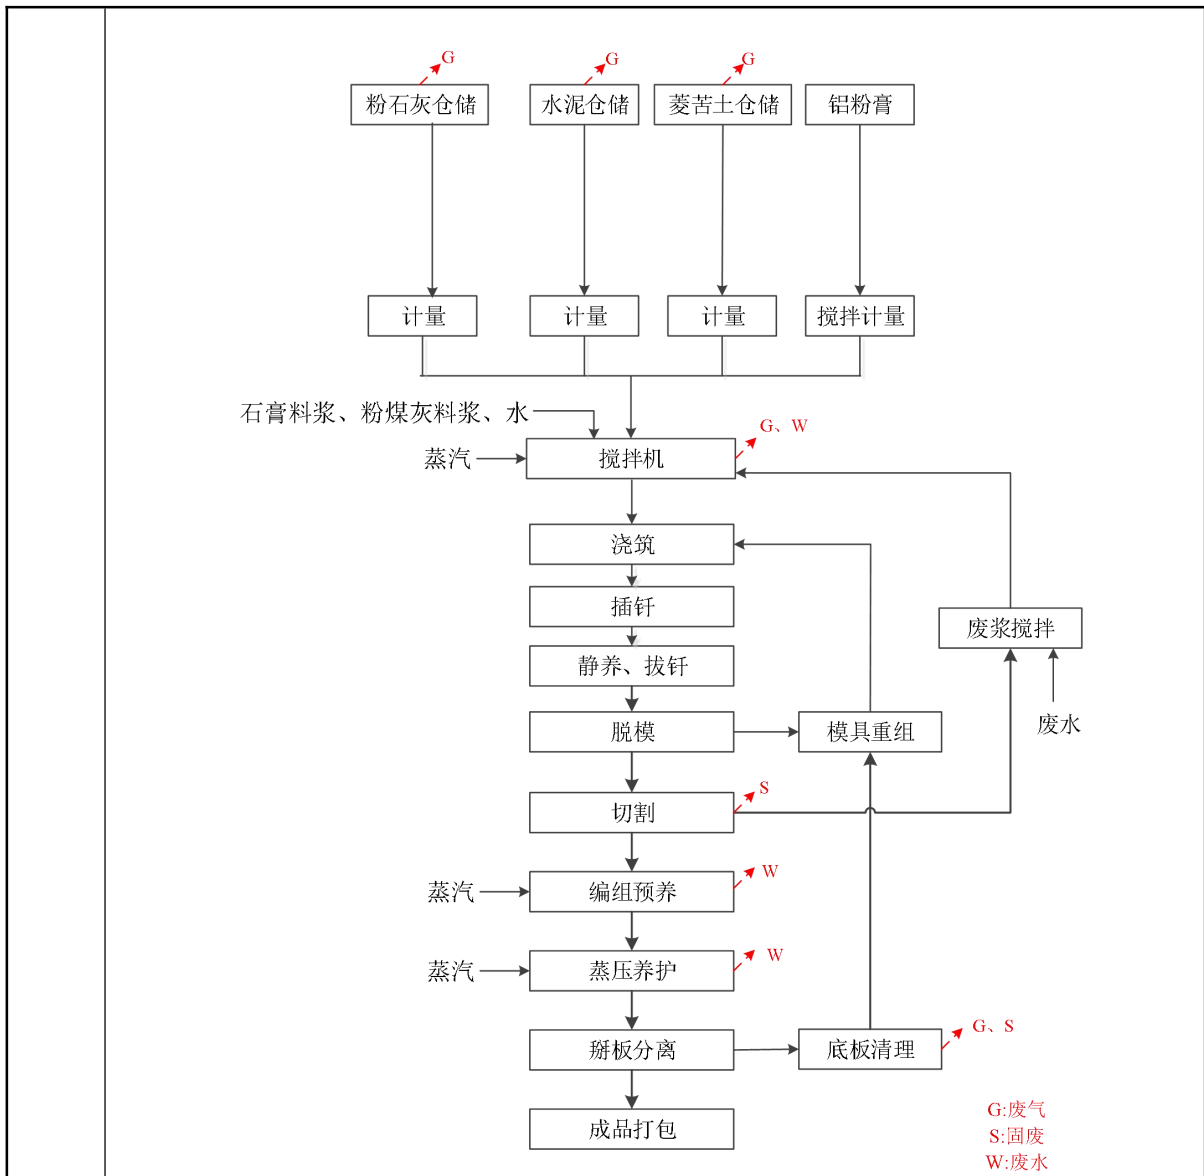 G G G
粉石灰仓储 水泥仓储 菱苦土仓储 铝粉膏
计量 计量 计量 搅拌计量
石膏料浆、粉煤灰料浆、水
G、W
蒸汽 搅拌机
浇筑
插钎
废浆搅拌
静养、拔钎
脱模 模具重组 废水
S
切割
W
蒸汽 编组预养
W
蒸汽 蒸压养护
G、S
掰板分离 底板清理
G:废气
成品打包
S:固废
W:废水